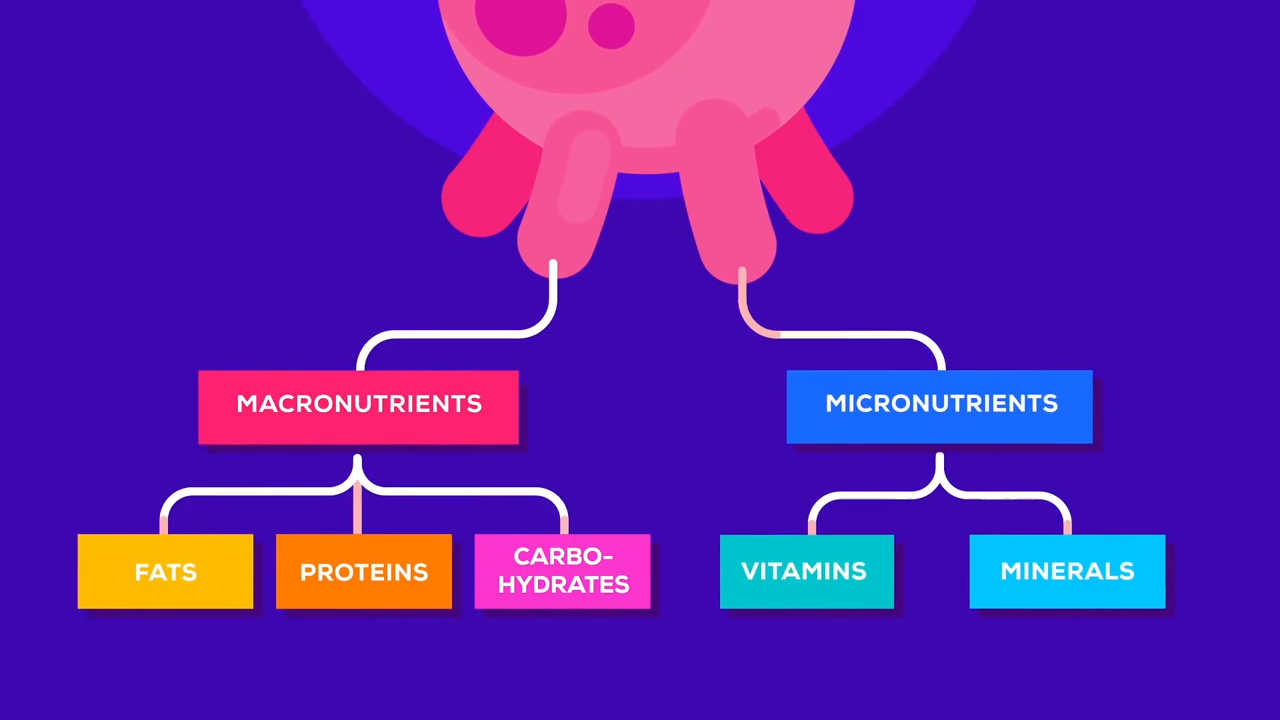 MACRONUTRIENTS
MICRONUTRIENTS
FATS
PROTEINS
CARBO-
HYDRATES
VITAMINS
MINERALS